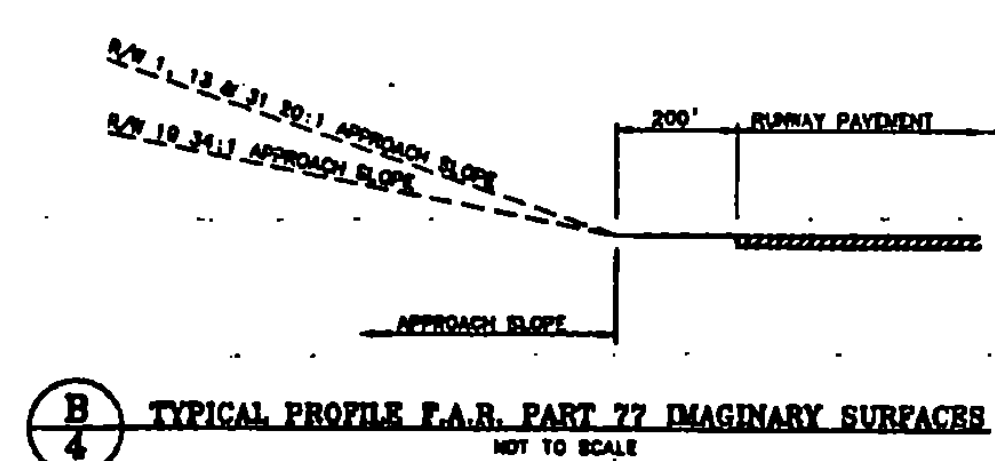 R/W 1, 13 & 31 20:1 APPROACH SLOPE
R/W 19 34:1 APPROACH SLOPE
200'
RUNWAY PAVEMENT
APPROACH SLOPE
B
4
TYPICAL PROFILE F.A.R. PART 77 IMAGINARY SURFACES
NOT TO SCALE